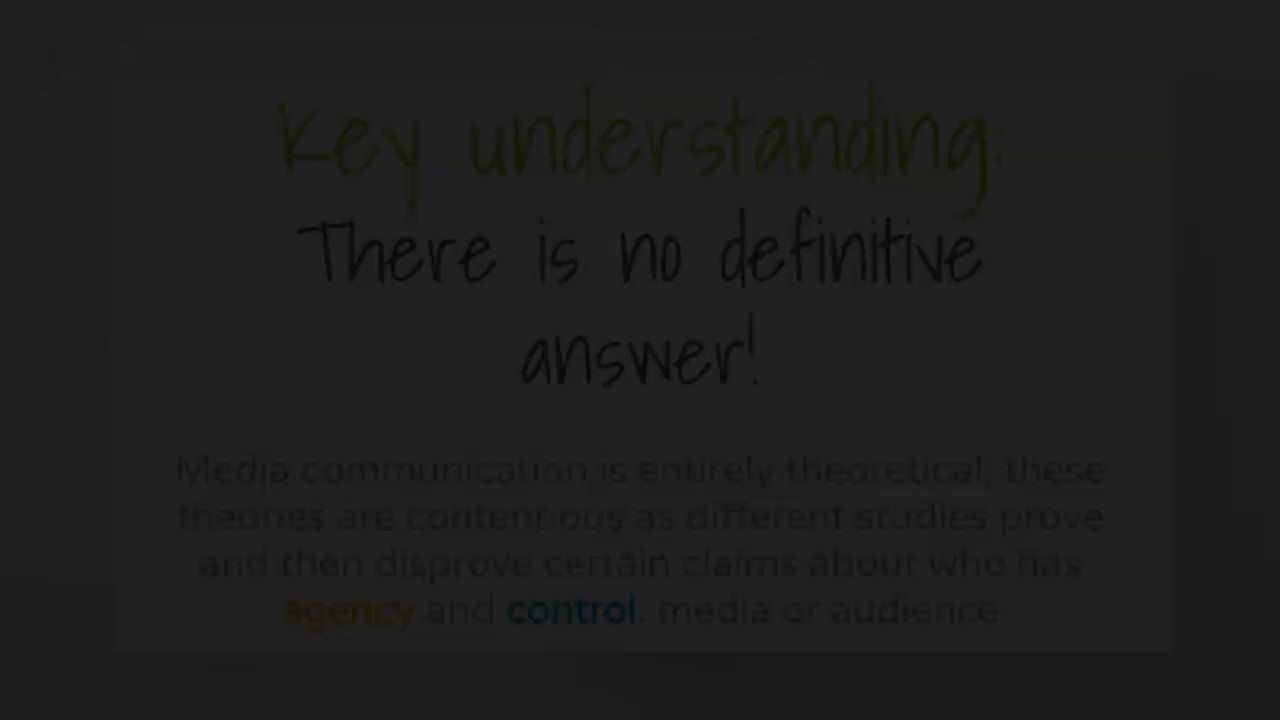 Key understanding:
There is no definitive
answer!
Media communication is entirely theoretical; these
theories are contentious as different studies prove
and then disprove certain claims about who has
agency and control: media or audience